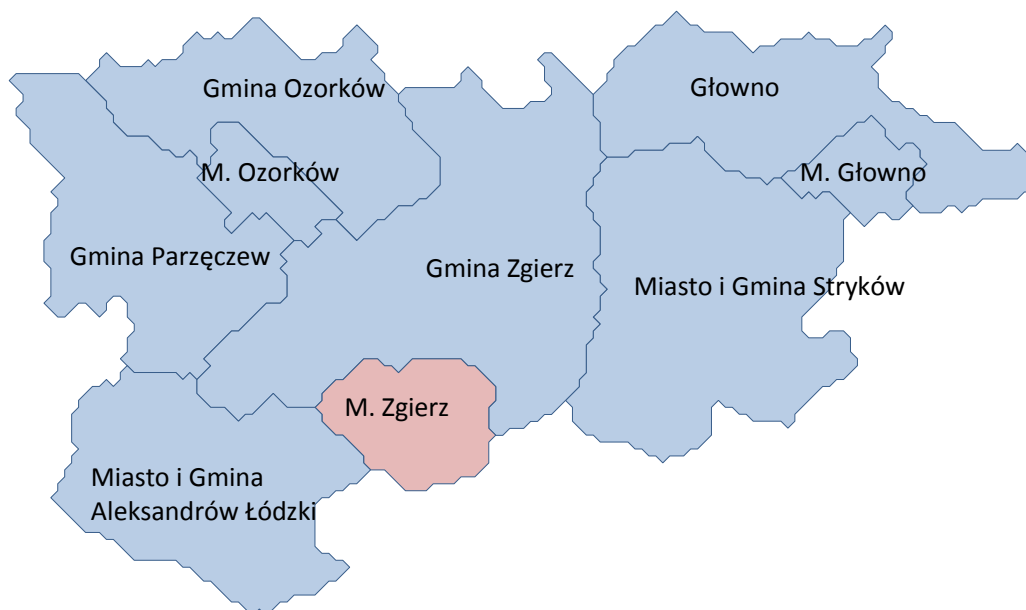 Gmina Ozorków
Głowno
M. Ozorków
M. Głowno
Gmina Parzęczew
Gmina Zgierz
Miasto i Gmina Stryków
M. Zgierz
Miasto i Gmina
Aleksandrów Łódzki